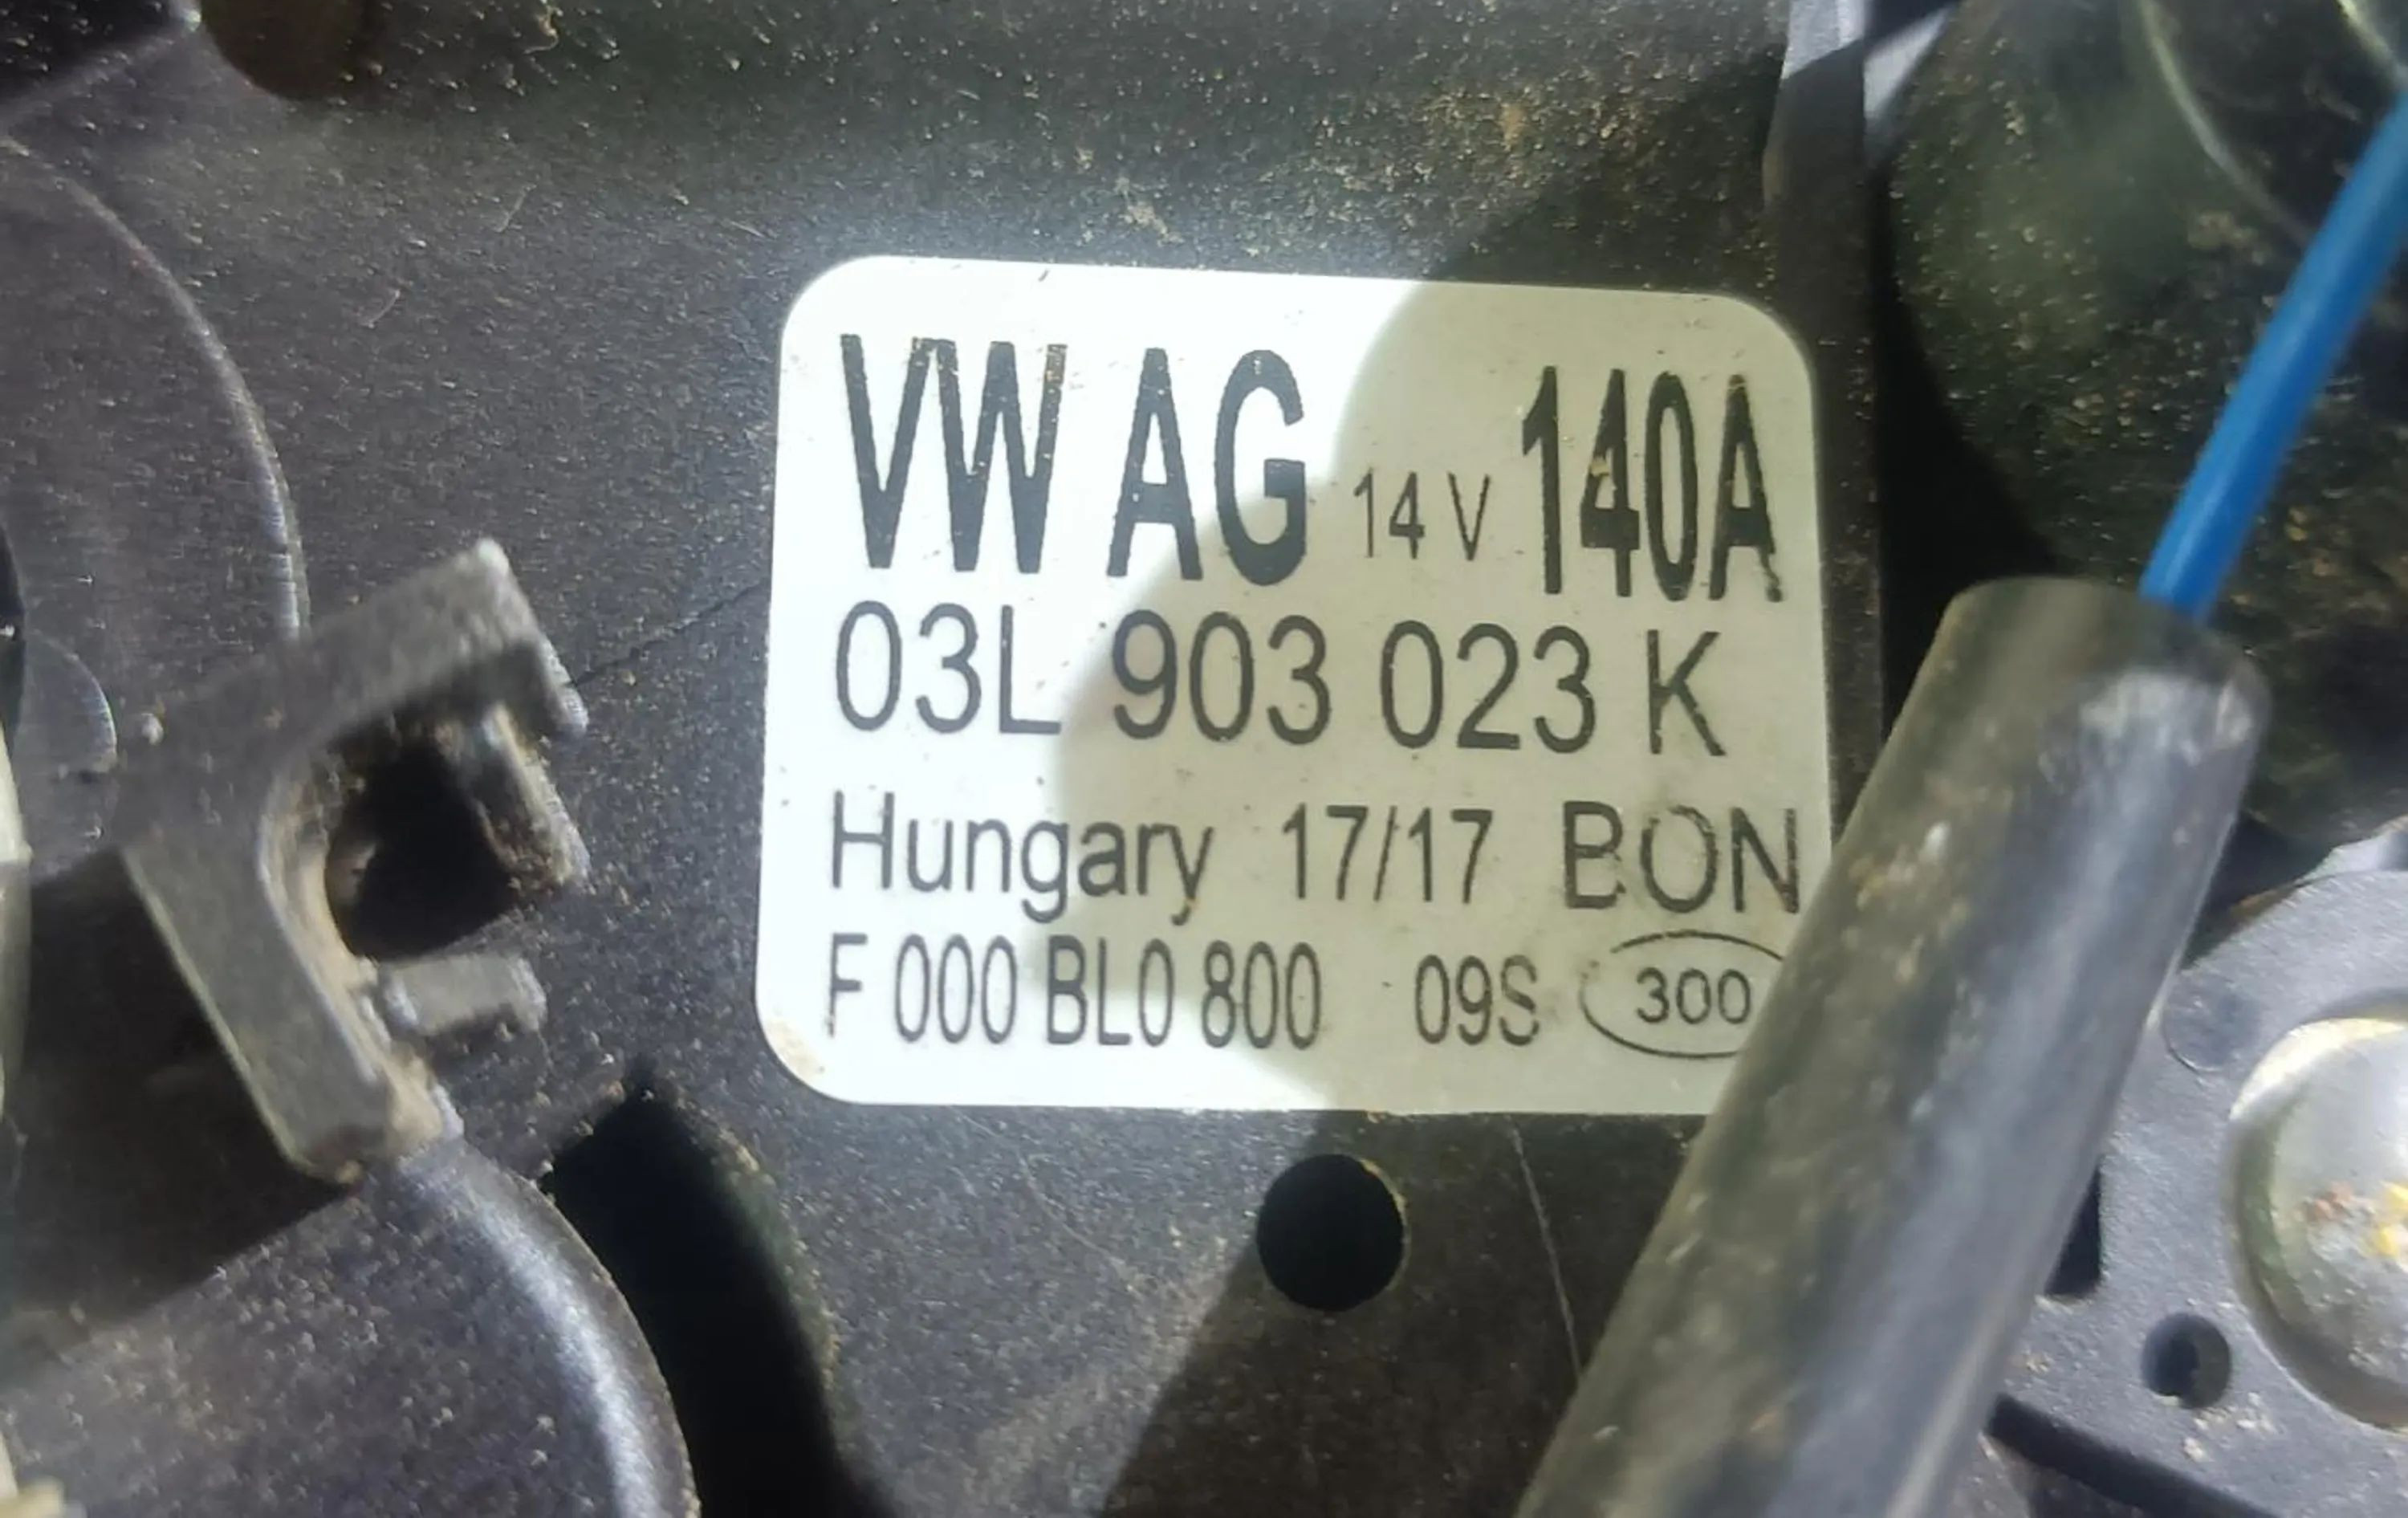 VW AG 14 V 140A
03L 903 023 K
Hungary 17/17 BON
F 000 BL0 800 09S 300